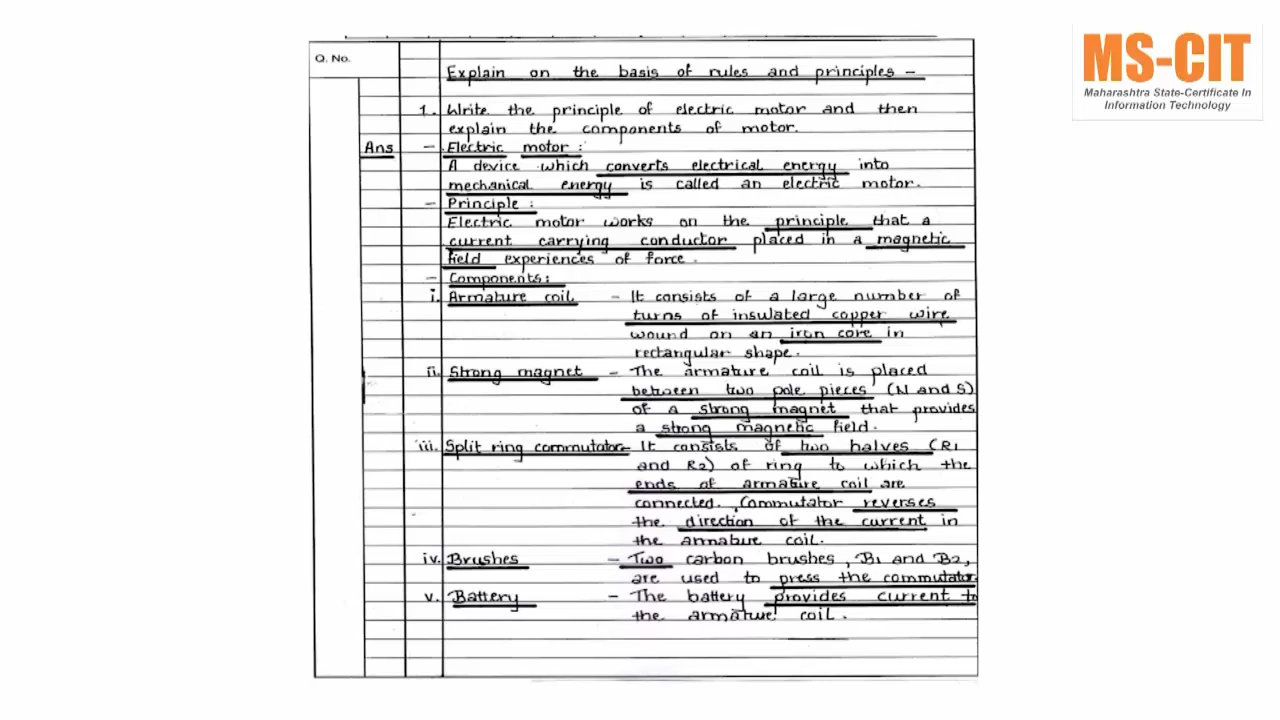 MS-CIT
Maharashtra State-Certificate In
Information Technology
Q. No.
Explain on the basis of rules and principles -
1. Write the principle of electric motor and then
explain the components of motor.
Ans - Electric motor :
A device which converts electrical energy into
mechanical energy is called an electric motor.
- Principle :
Electric motor works on the principle that a
current carrying conductor placed in a magnetic
field experiences of force.
- Components :
i. Armature coil - It consists of a large number of
turns of insulated copper wire
wound on an iron core in
rectangular shape.
ii. Strong magnet - The armature coil is placed
between two pole pieces (N and S)
of a strong magnet that provides
a strong magnetic field.
iii. Split ring commutator - It consists of two halves (R1
and R2) of ring to which the
ends of armature coil are
connected. Commutator reverses
the direction of the current in
the armature coil.
iv. Brushes - Two carbon brushes, B1 and B2,
are used to press the commutator.
v. Battery - The battery provides current to
the armature coil.